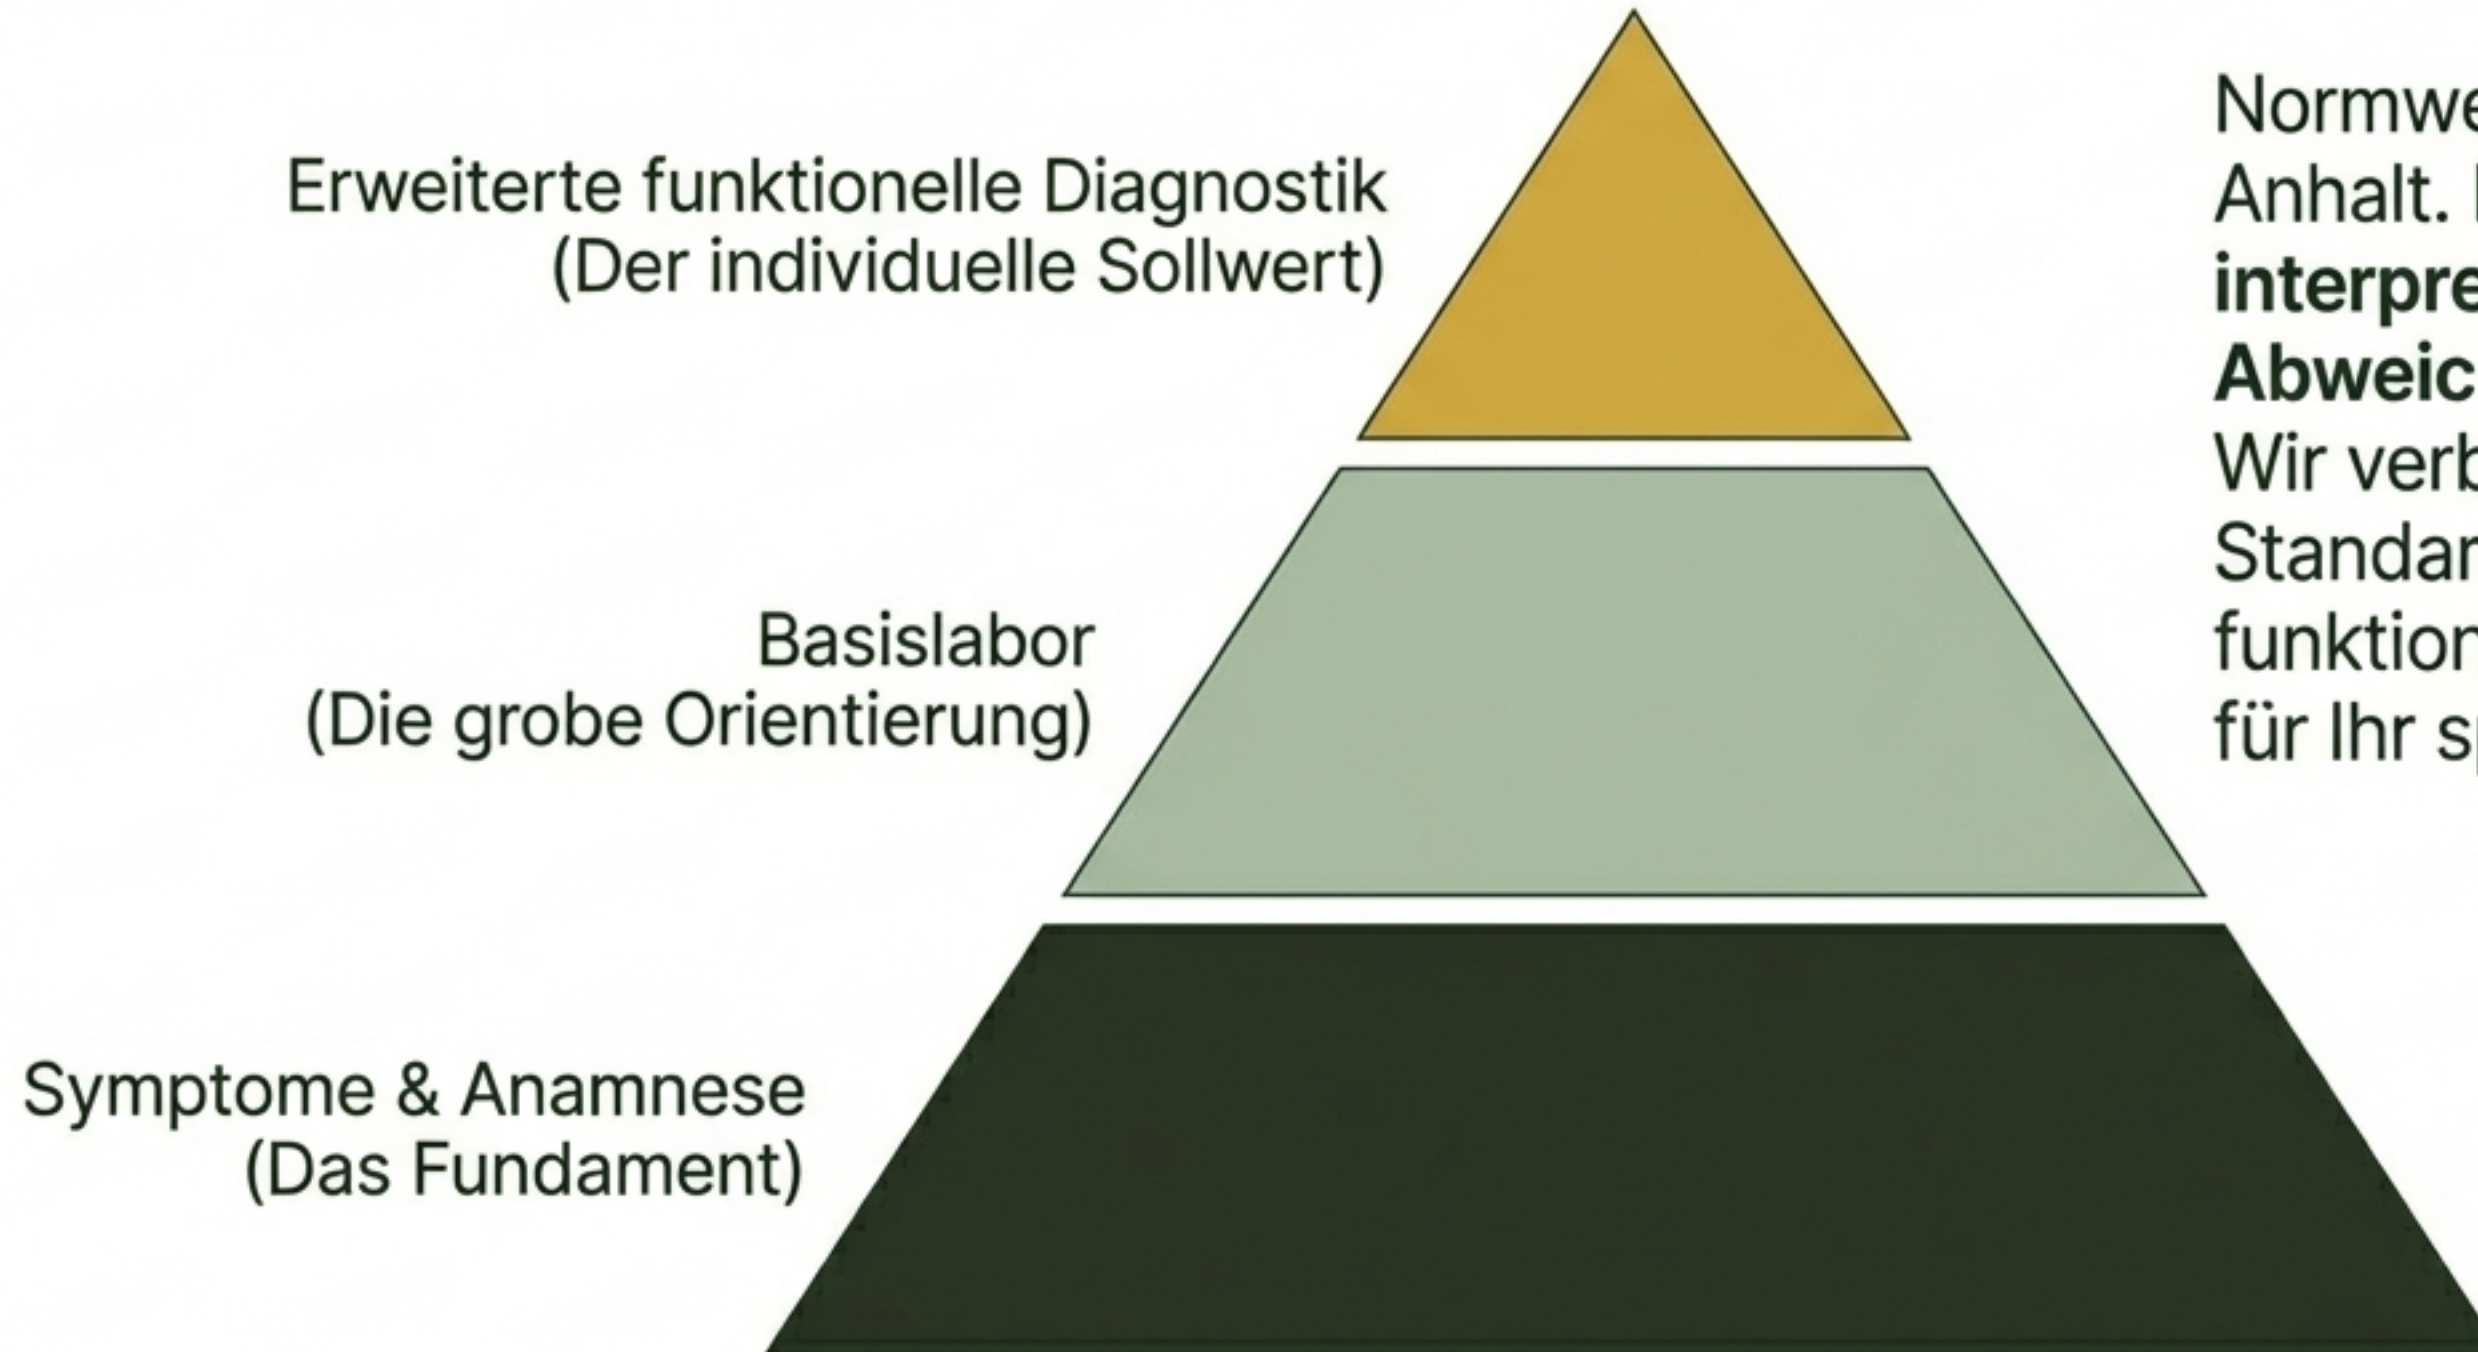 Erweiterte funktionelle Diagnostik
(Der individuelle Sollwert)
Basislabor
(Die grobe Orientierung)
Symptome & Anamnese
(Das Fundament)
Anhalt.
Wir
für Ihr